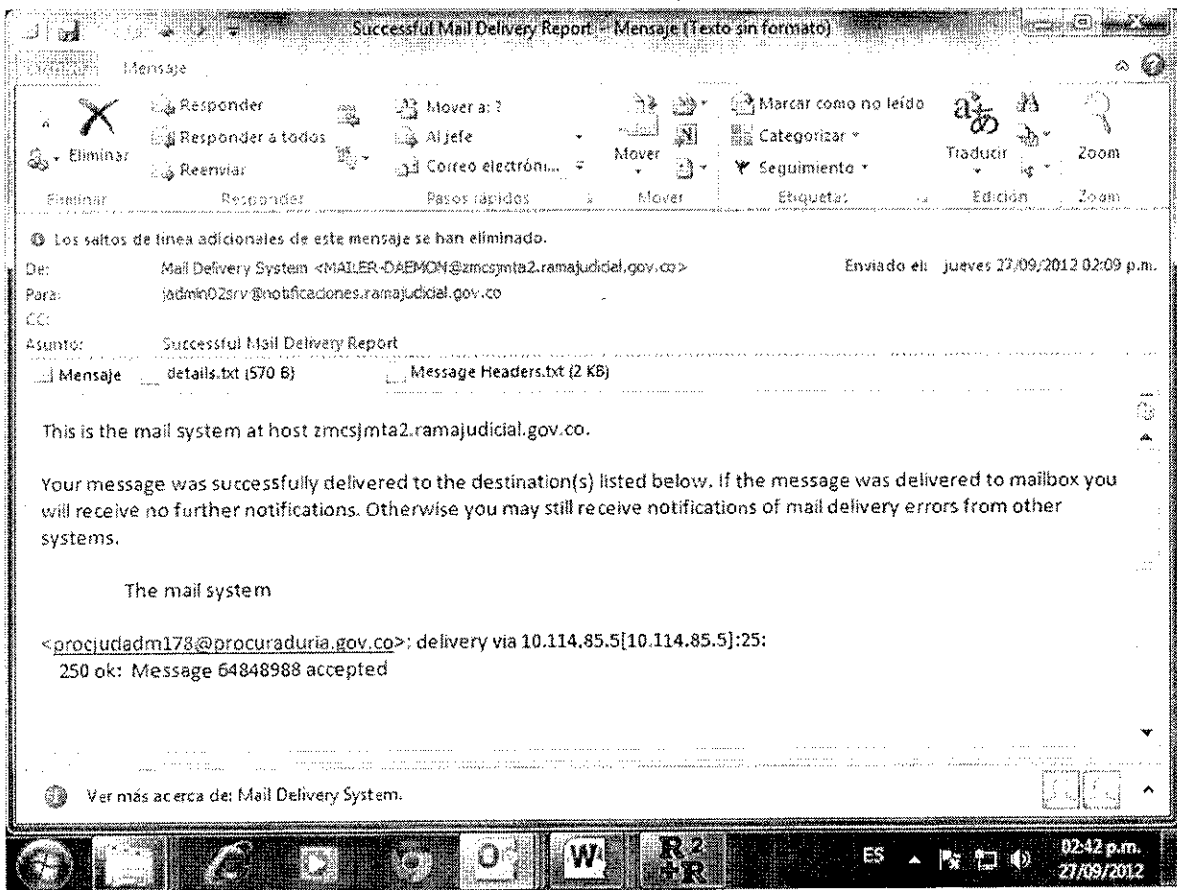 Successful Mail Delivery Report - Mensaje (Texto sin formato)
Mensaje
Eliminar
Responder
Responder a todos
Reenviar
Mover a: ?
Al jefe
Correo electróni...
Mover
Marcar como no leído
Categorizar
Seguimiento
Traducir
Zoom
Eliminar
Responder
Pasos rápidos
Mover
Etiquetas
Edición
Zoom
Los saltos de línea adicionales de este mensaje se han eliminado.
De: Mail Delivery System <MAILER-DAEMON@zmcsjmta2.ramajudicial.gov.co>
Enviado el: jueves 27/09/2012 02:09 p.m.
Para: jadmin02srv@notificaciones.ramajudicial.gov.co
CC:
Asunto: Successful Mail Delivery Report
Mensaje details.txt (570 B) Message Headers.txt (2 KB)
This is the mail system at host zmcsjmta2.ramajudicial.gov.co.
Your message was successfully delivered to the destination(s) listed below. If the message was delivered to mailbox you
will receive no further notifications. Otherwise you may still receive notifications of mail delivery errors from other
systems.
The mail system
<procjudadm178@procuraduria.gov.co>: delivery via 10.114.85.5[10.114.85.5]:25:
250 ok: Message 64848988 accepted
Ver más acerca de: Mail Delivery System.
ES
02:42 p.m.
27/09/2012